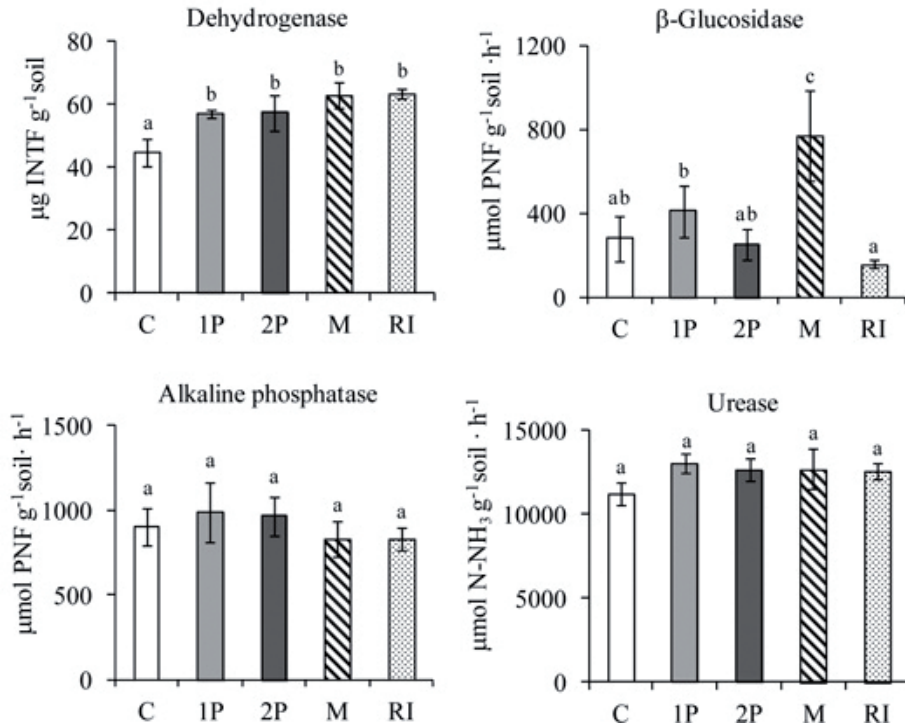 Dehydrogenase
μg INTF g⁻¹soil
80
60
40
20
0
a
b
b
b
b
C 1P 2P M RI
β-Glucosidase
μmol PNF g⁻¹soil ·h⁻¹
1200
800
400
0
ab
b
ab
c
a
C 1P 2P M RI
Alkaline phosphatase
μmol PNF g⁻¹soil· h⁻¹
1500
1000
500
0
a
a
a
a
a
C 1P 2P M RI
Urease
μmol N-NH₃ g⁻¹soil · h⁻¹
15000
10000
5000
0
a
a
a
a
a
C 1P 2P M RI